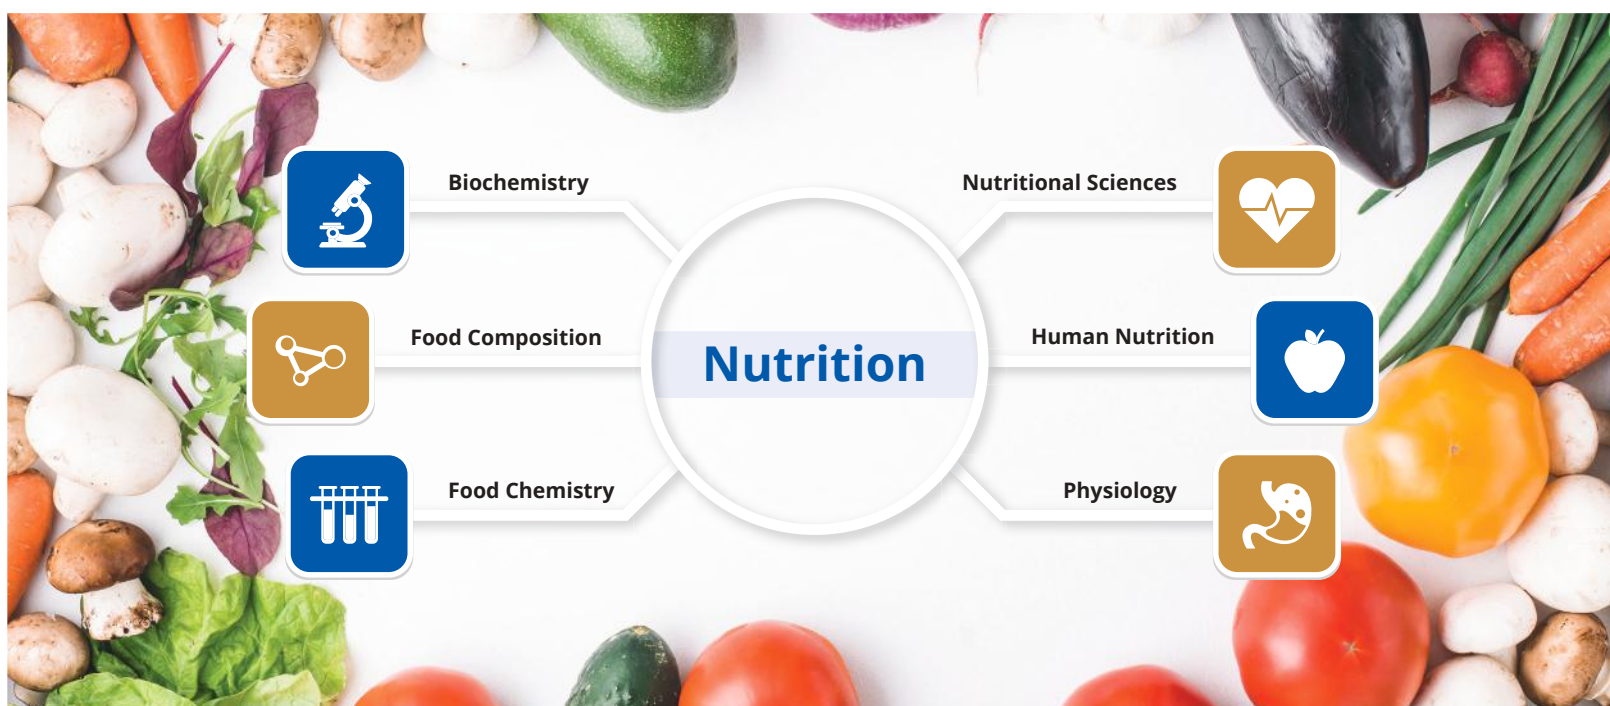 Biochemistry
Nutritional Sciences
Food Composition
Nutrition
Human Nutrition
Food Chemistry
Physiology